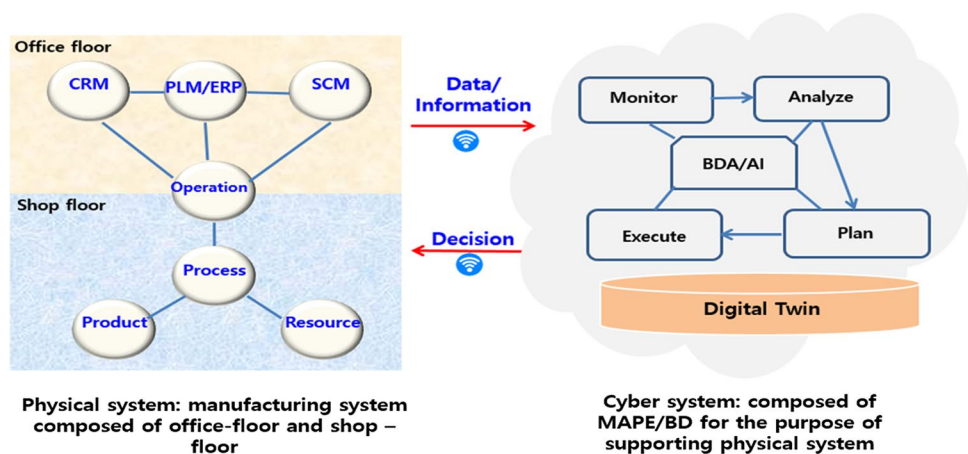 Office floor
CRM
PLM/ERP
SCM
Operation
Shop floor
Process
Product
Resource
Data/
Information
Decision
Monitor
Analyze
BDA/AI
Execute
Plan
Digital Twin
Physical system: manufacturing system
composed of office-floor and shop –
floor
Cyber system: composed of
MAPE/BD for the purpose of
supporting physical system